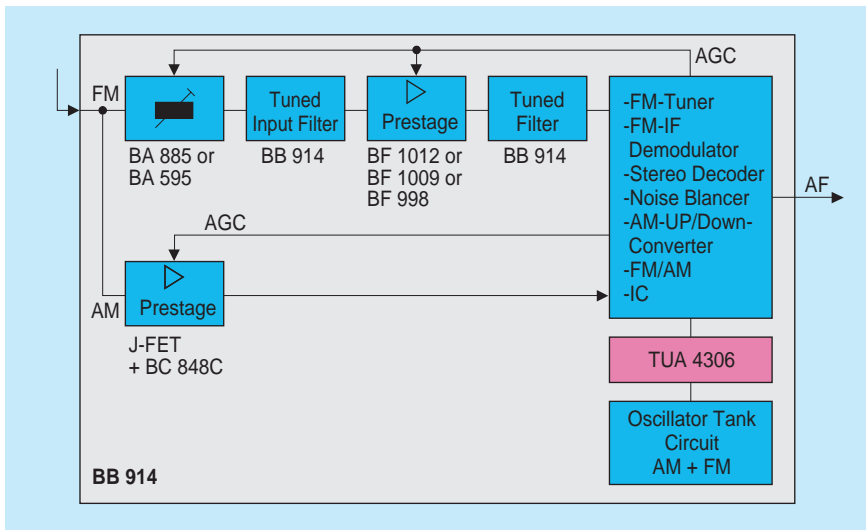 AGC
FM
Tuned
Input Filter
Prestage
Tuned
Filter
BA 885 or
BA 595
BB 914
BF 1012 or
BF 1009 or
BF 998
BB 914
-FM-Tuner
-FM-IF
Demodulator
-Stereo Decoder
-Noise Blancer
-AM-UP/Down-
Converter
-FM/AM
-IC
AF
AGC
AM
Prestage
J-FET
+ BC 848C
TUA 4306
Oscillator Tank
Circuit
AM + FM
BB 914